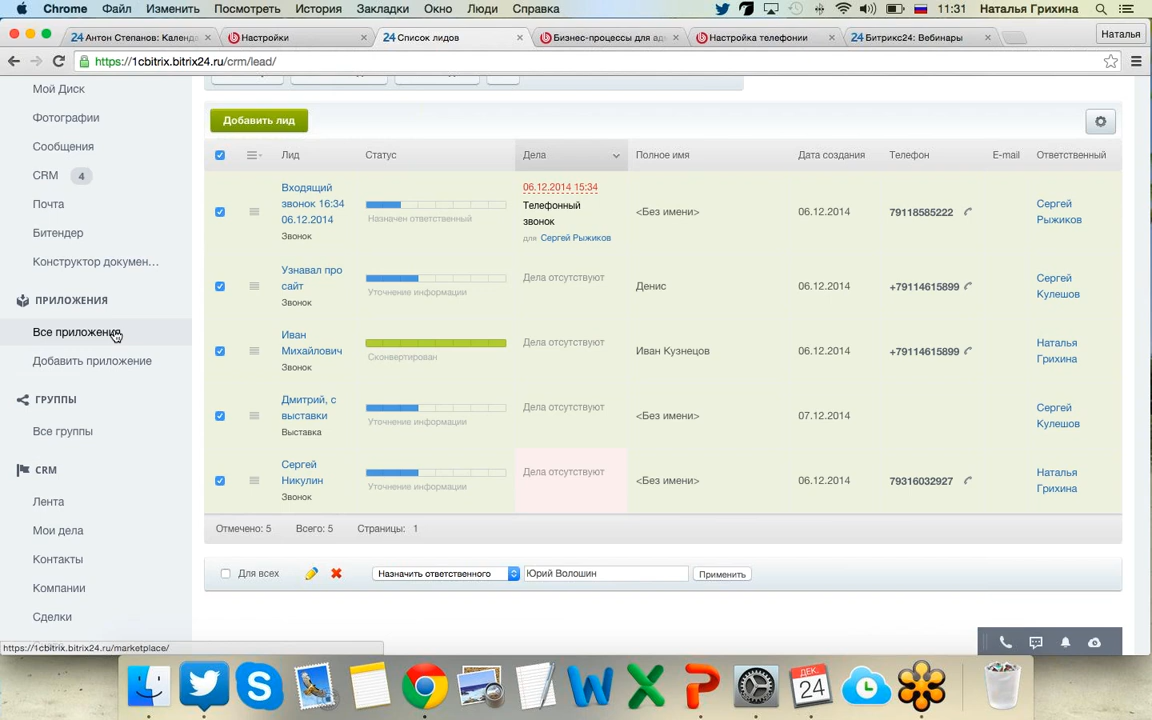 Chrome Файл Изменить Посмотреть История Закладки Окно Люди Справка 11:31 Наталья Грихина
24 Антон Степанов: Календ
Настройки
24 Список лидов
Бизнес-процессы для ад
Настройка телефонии
24 Битрикс24: Вебинары
Наталья
https://1cbitrix.bitrix24.ru/crm/lead/
Мой Диск
Фотографии
Сообщения
CRM 4
Почта
Битендер
Конструктор докумен...
ПРИЛОЖЕНИЯ
Все приложения
Добавить приложение
ГРУППЫ
Все группы
CRM
Лента
Мои дела
Контакты
Компании
Сделки
Добавить лид
Лид Статус Дела Полное имя Дата создания Телефон E-mail Ответственный
Входящий
звонок 16:34
06.12.2014
Звонок
Назначен ответственный
06.12.2014 15:34
Телефонный
звонок
для Сергей Рыжиков
<Без имени>
06.12.2014
79118585222
Сергей
Рыжиков
Узнавал про
сайт
Звонок
Уточнение информации
Дела отсутствуют
Денис
06.12.2014
+79114615899
Сергей
Кулешов
Иван
Михайлович
Звонок
Сконвертирован
Дела отсутствуют
Иван Кузнецов
06.12.2014
+79114615899
Наталья
Грихина
Дмитрий, с
выставки
Выставка
Уточнение информации
Дела отсутствуют
<Без имени>
07.12.2014
Сергей
Кулешов
Сергей
Никулин
Звонок
Уточнение информации
Дела отсутствуют
<Без имени>
06.12.2014
79316032927
Наталья
Грихина
Отмечено: 5 Всего: 5 Страницы: 1
Для всех Назначить ответственного Юрий Волошин Применить
https://1cbitrix.bitrix24.ru/marketplace/
ДЕК
24